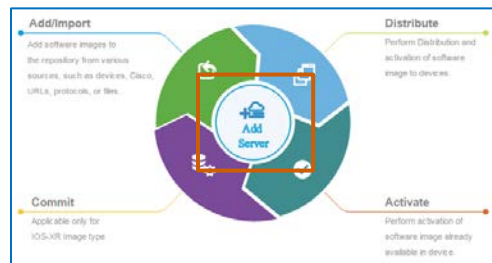 Add/Import
Add software images to
the repository from various
sources, such as devices, Cisco,
URLs, protocols, or files.
Distribute
Perform Distribution and
activation of software
image to devices.
Add
Server
Commit
Applicable only for
IOS-XR image type
Activate
Perform activation of
software image already
available in device.